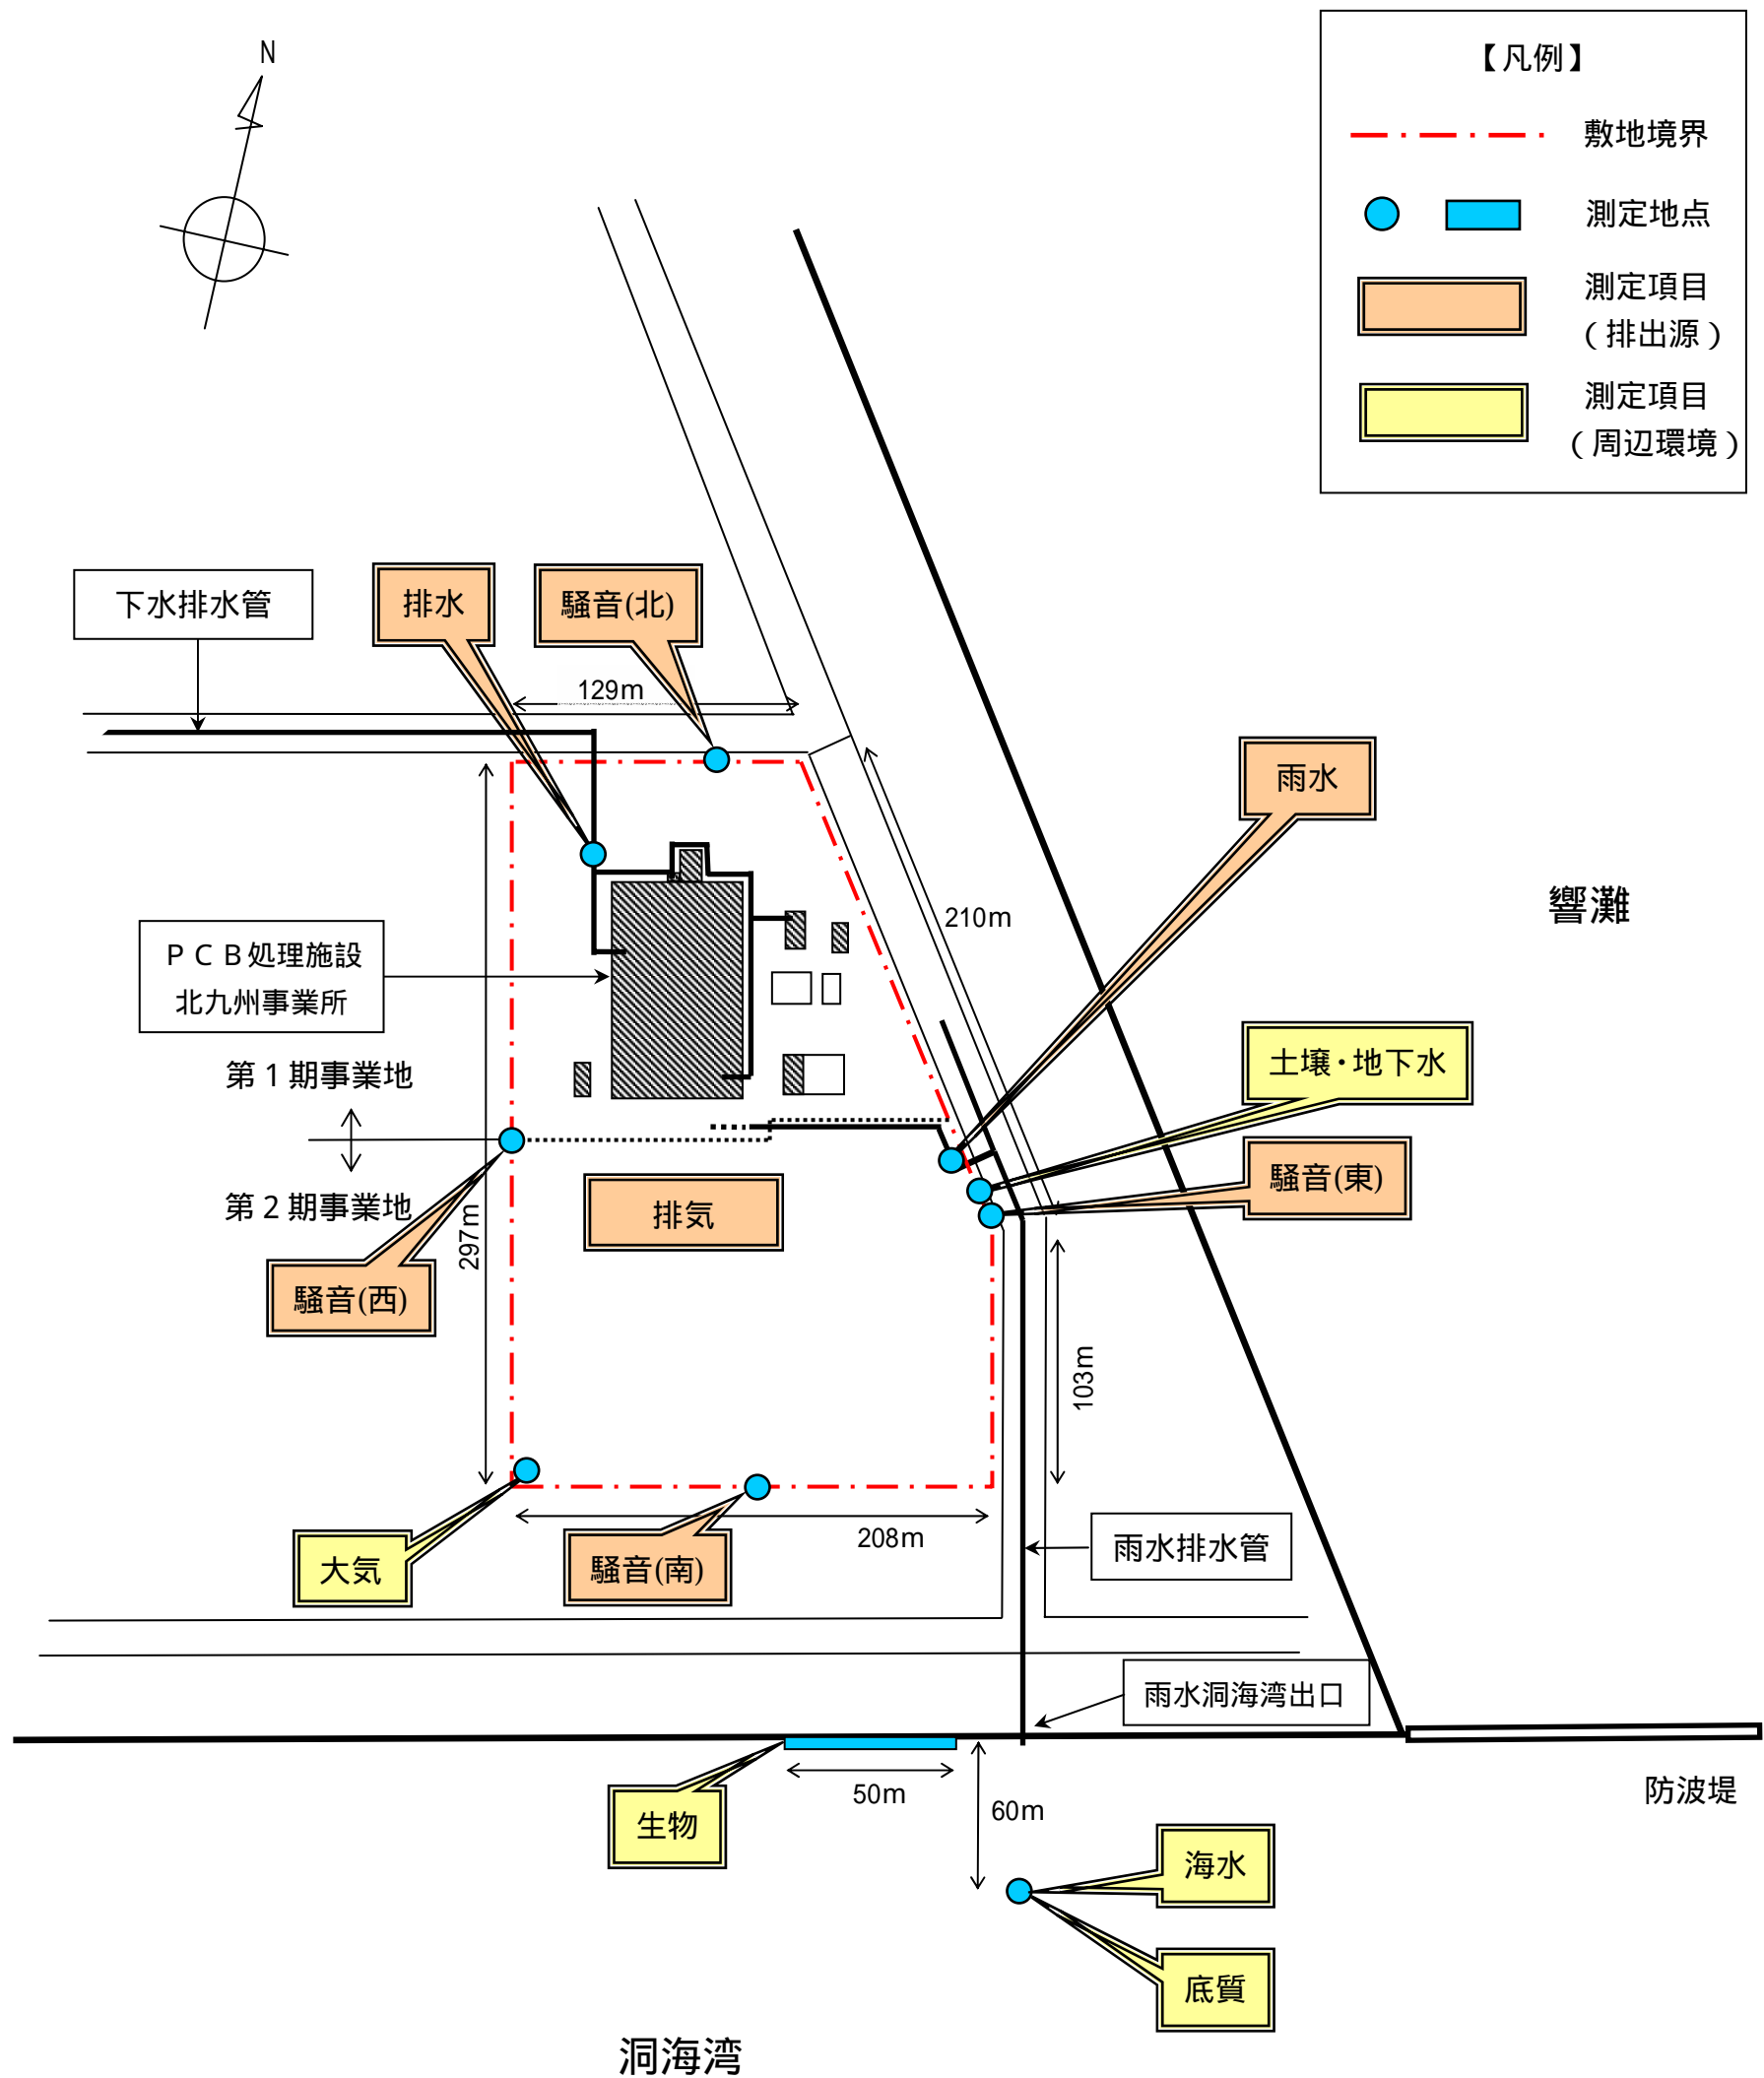 N
【凡例】
敷地境界
測定地点
測定項目
(排出源)
測定項目
(周辺環境)
下水排水管
排水
騒音(北)
129m
雨水
210m
響灘
PCB処理施設
北九州事業所
土壌・地下水
第1期事業地
騒音(東)
第2期事業地
排気
297m
騒音(西)
103m
208m
雨水排水管
大気
騒音(南)
雨水洞海湾出口
50m
60m
防波堤
生物
海水
底質
洞海湾